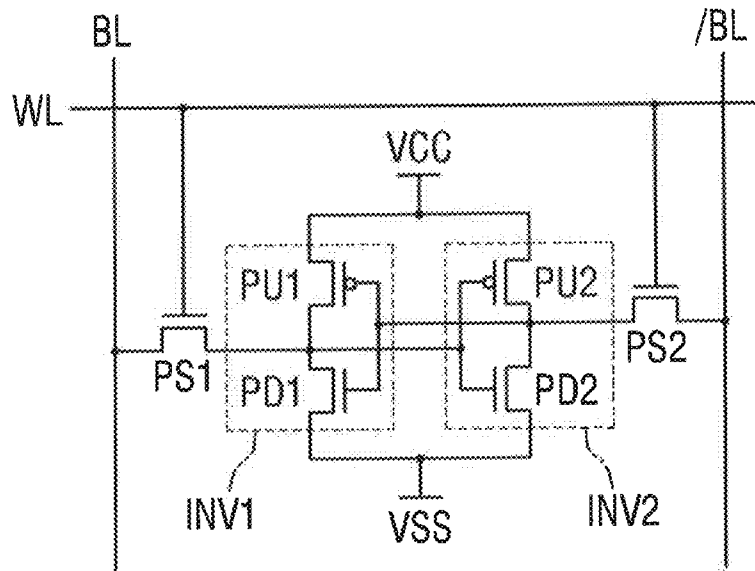 BL
/BL
WL
VCC
PU1
PU2
PS1
PS2
PD1
PD2
INV1
INV2
VSS